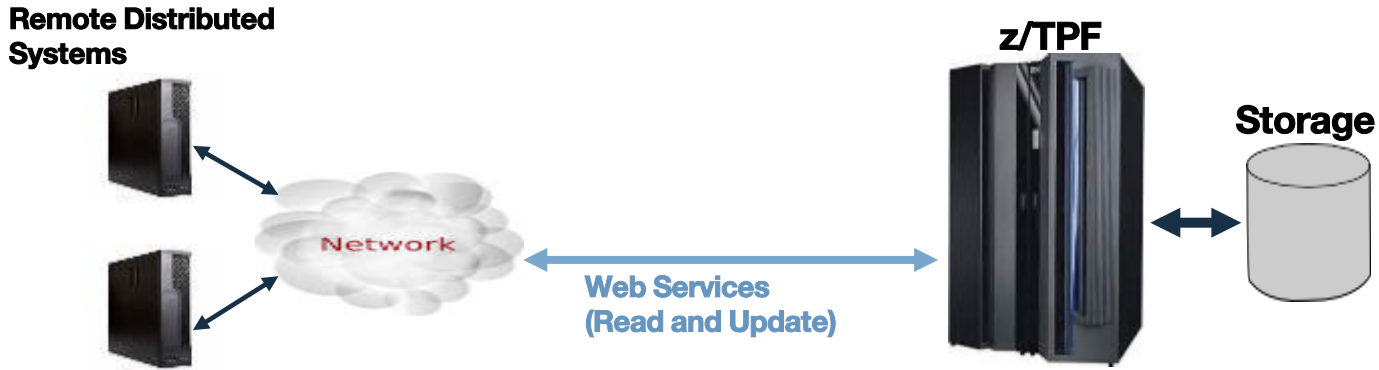 Remote Distributed
Systems
z/TPF
Storage
Network
Web Services
(Read and Update)